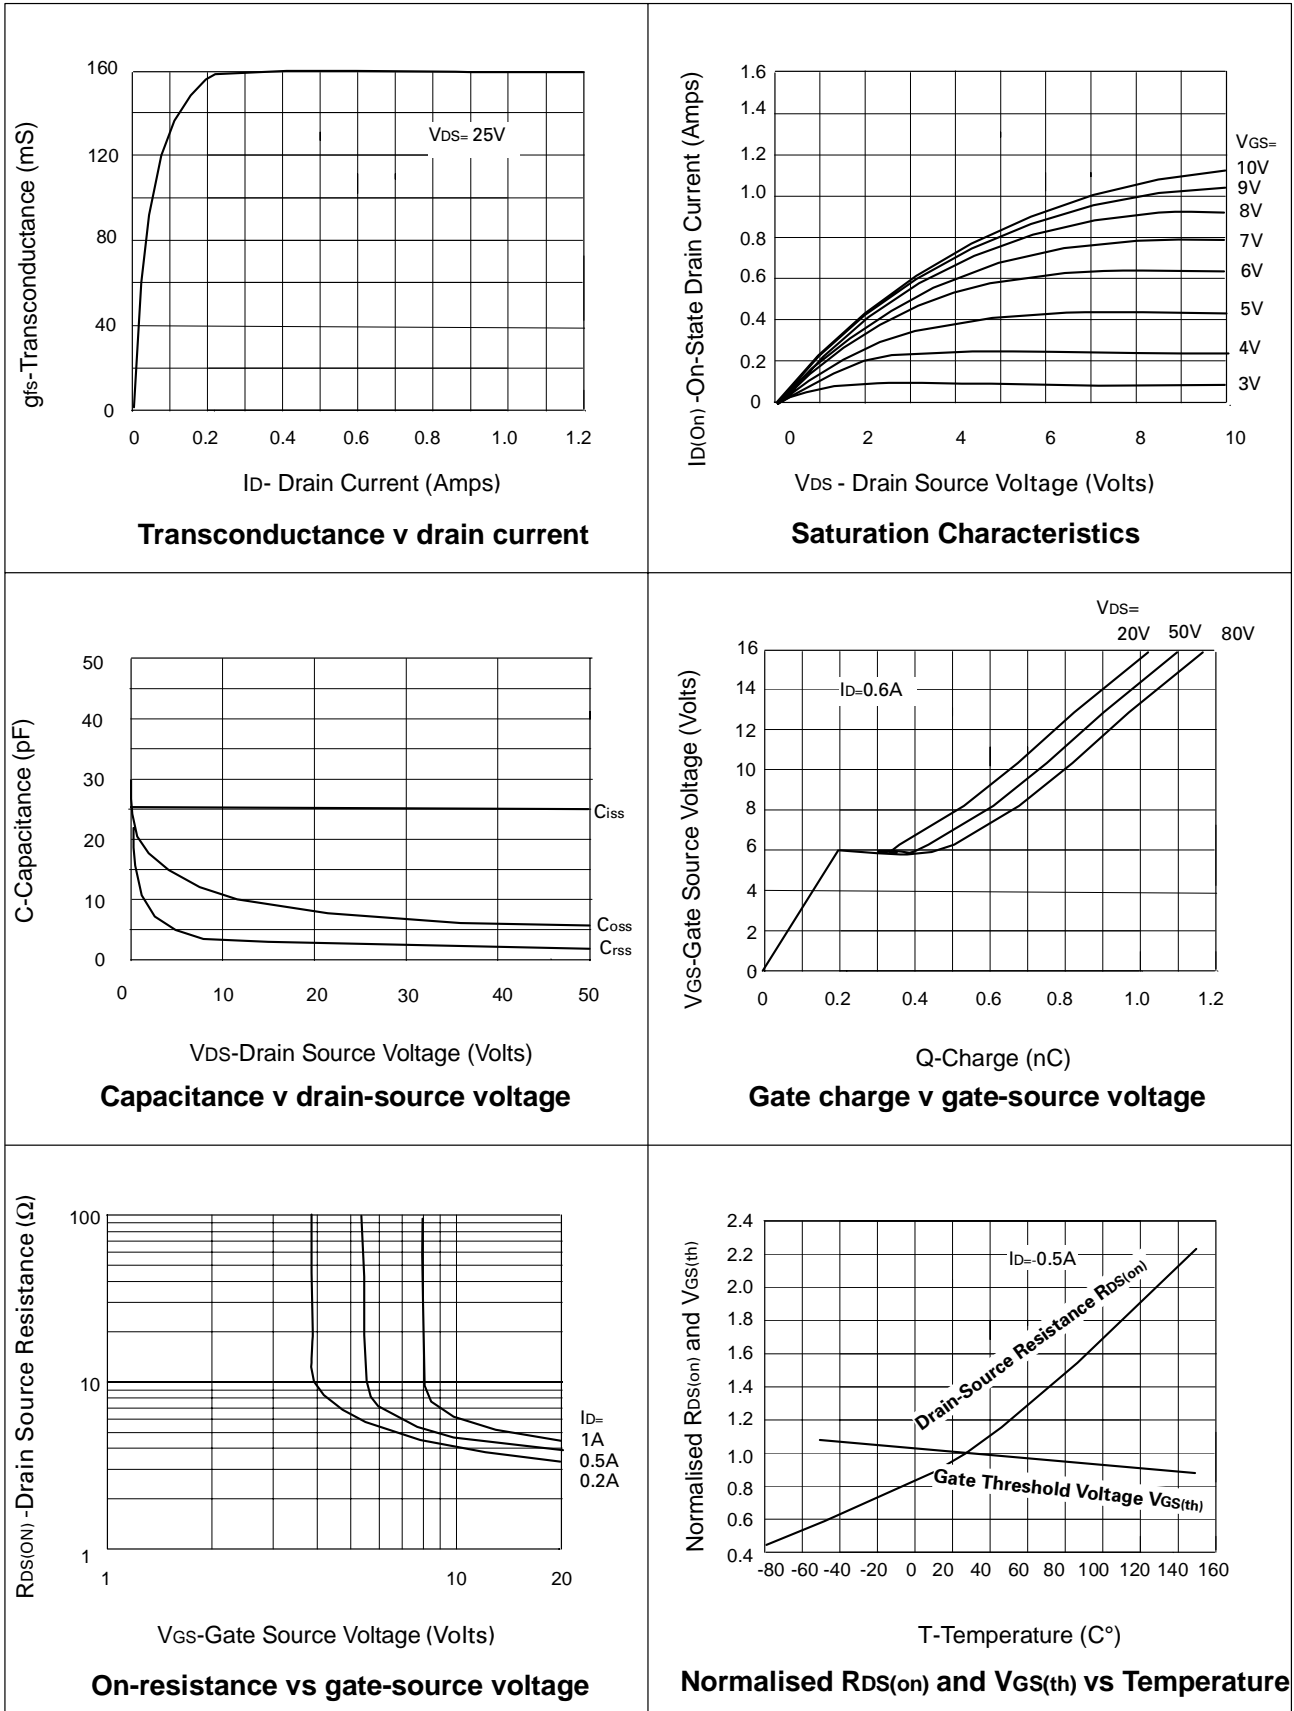 160
120
80
40
0
0 0.2 0.4 0.6 0.8 1.0 1.2
gfs-Transconductance (mS)
VDS= 25V
ID- Drain Current (Amps)
Transconductance v drain current
1.6
1.4
1.2
1.0
0.8
0.6
0.4
0.2
0
0 2 4 6 8 10
ID(On) -On-State Drain Current (Amps)
VGS=
10V
9V
8V
7V
6V
5V
4V
3V
VDS - Drain Source Voltage (Volts)
Saturation Characteristics
50
40
30
20
10
0
0 10 20 30 40 50
C-Capacitance (pF)
Ciss
Coss
Crss
VDS-Drain Source Voltage (Volts)
Capacitance v drain-source voltage
VDS=
20V 50V 80V
16
14
12
10
8
6
4
2
0
0 0.2 0.4 0.6 0.8 1.0 1.2
VGS-Gate Source Voltage (Volts)
ID=0.6A
Q-Charge (nC)
Gate charge v gate-source voltage
100
10
1
1 10 20
RDS(ON) -Drain Source Resistance (Ω)
ID=
1A
0.5A
0.2A
VGS-Gate Source Voltage (Volts)
On-resistance vs gate-source voltage
2.4
2.2
2.0
1.8
1.6
1.4
1.2
1.0
0.8
0.6
0.4
-80 -60 -40 -20 0 20 40 60 80 100 120 140 160
Normalised RDS(on) and VGS(th)
ID=-0.5A
Drain-Source Resistance RDS(on)
Gate Threshold Voltage VGS(th)
T-Temperature (C°)
Normalised RDS(on) and VGS(th) vs Temperature